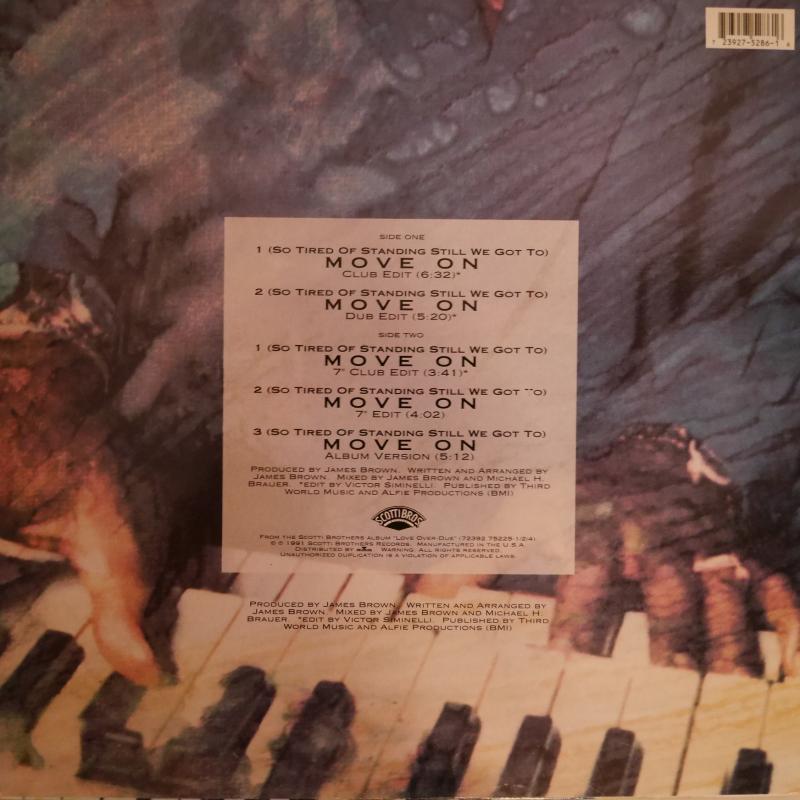 7 23927-5286-1 4
SIDE ONE
1 (So Tired Of Standing Still We Got To)
MOVE ON
Club Edit (6:32)*
2 (So Tired Of Standing Still We Got To)
MOVE ON
Dub Edit (5:20)*
SIDE TWO
1 (So Tired Of Standing Still We Got To)
MOVE ON
7" Club Edit (3:41)*
2 (So Tired Of Standing Still We Got To)
MOVE ON
7" Edit (4:02)
3 (So Tired Of Standing Still We Got To)
MOVE ON
Album Version (5:12)
Produced by James Brown. Written and Arranged by
James Brown. Mixed by James Brown and Michael H.
Brauer. *Edit by Victor Siminelli. Published by Third
World Music and Alfie Productions (BMI)
SCOTTI BROS
From the Scotti Brothers album "Love Over-Due" (72392 75225-1/2/4)
℗ © 1991 Scotti Brothers Records. Manufactured in the U.S.A.
Distributed by BMG Warning: All rights reserved.
Unauthorized duplication is a violation of applicable laws.
Produced by James Brown. Written and Arranged by
James Brown. Mixed by James Brown and Michael H.
Brauer. *Edit by Victor Siminelli. Published by Third
World Music and Alfie Productions (BMI)